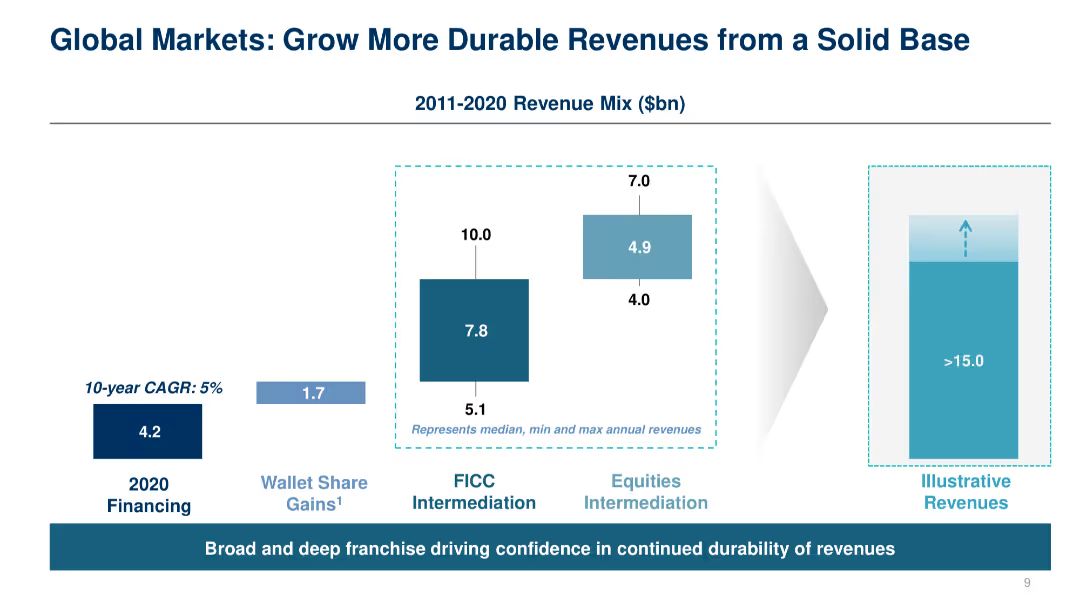 Global Markets: Grow More Durable Revenues from a Solid Base
2011-2020 Revenue Mix ($bn)
10-year CAGR: 5%
4.2
2020
Financing
1.7
Wallet Share
Gains¹
10.0
7.8
5.1
FICC
Intermediation
7.0
4.9
4.0
Equities
Intermediation
Represents median, min and max annual revenues
>15.0
Illustrative
Revenues
Broad and deep franchise driving confidence in continued durability of revenues
9